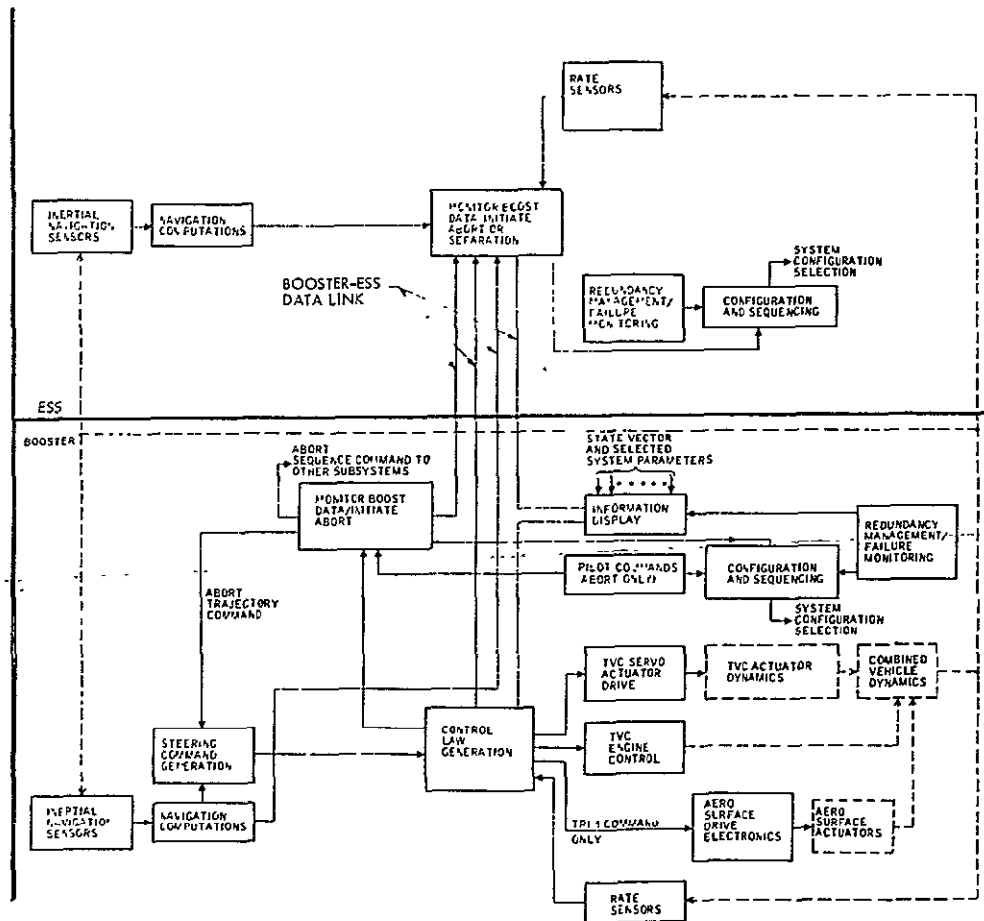 RATE
SENSORS
INERTIAL
NAVIGATION
SENSORS
NAVIGATION
COMPUTATIONS
MONITOR BOOST
DATA INITIATE
ABORT OR
SEPARATION
BOOSTER-ESS
DATA LINK
SYSTEM
CONFIGURATION
SELECTION
REDUNDANCY
MANAGEMENT/
FAILURE
MONITORING
CONFIGURATION
AND SEQUENCING
ESS
BOOSTER
ABORT
SEQUENCE COMMAND TO
OTHER SUBSYSTEMS
STATE VECTOR
AND SELECTED
SYSTEM PARAMETERS
MONITOR BOOST
DATA/INITIATE
ABORT
INFORMATION
DISPLAY
REDUNDANCY
MANAGEMENT/
FAILURE
MONITORING
PILOT COMMANDS
ABORT ONLY)
CONFIGURATION
AND SEQUENCING
ABORT
TRAJECTORY
COMMAND
SYSTEM
CONFIGURATION
SELECTION
TVC SERVO
ACTUATOR
DRIVE
TVC ACTUATOR
DYNAMICS
COMBINED
VEHICLE
DYNAMICS
STEERING
COMMAND
GENERATION
CONTROL
LAW
GENERATION
TVC
ENGINE
CONTROL
INERTIAL
NAVIGATION
SENSORS
NAVIGATION
COMPUTATIONS
TRIM COMMAND
ONLY
AERO
SURFACE
DRIVE
ELECTRONICS
AERO
SURFACE
ACTUATORS
RATE
SENSORS